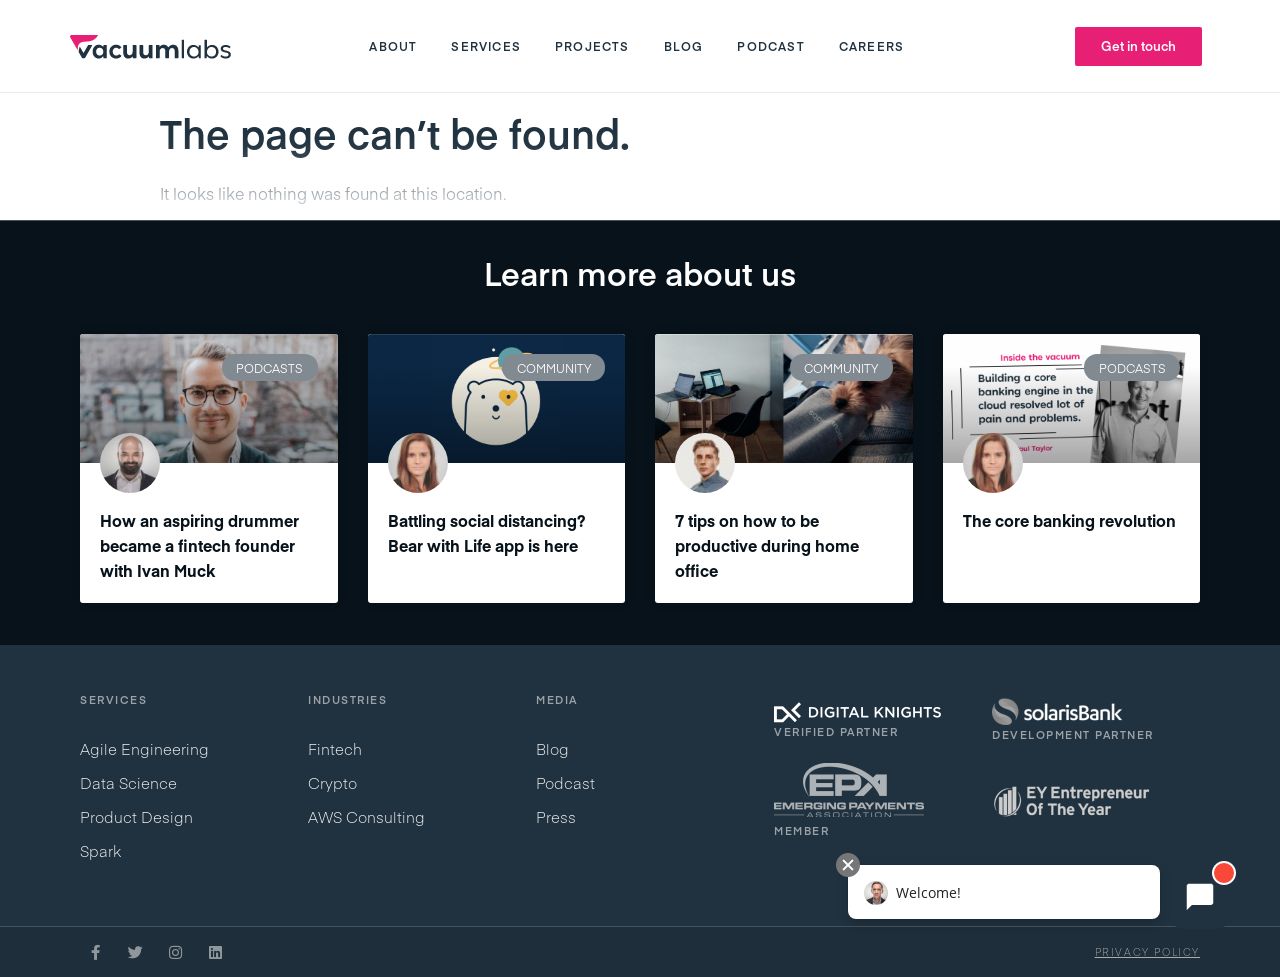 vacuumlabs
ABOUT SERVICES PROJECTS BLOG PODCAST CAREERS
Get in touch
The page can't be found.
It looks like nothing was found at this location.
Learn more about us
PODCASTS
How an aspiring drummer
became a fintech founder
with Ivan Muck
COMMUNITY
Battling social distancing?
Bear with Life app is here
COMMUNITY
7 tips on how to be
productive during home
office
Inside the vacuum
PODCASTS
Building a core
banking engine in the
cloud resolved lot of
pain and problems.
Paul Taylor
The core banking revolution
SERVICES
Agile Engineering
Data Science
Product Design
Spark
INDUSTRIES
Fintech
Crypto
AWS Consulting
MEDIA
Blog
Podcast
Press
DIGITAL KNIGHTS
VERIFIED PARTNER
solarisBank
DEVELOPMENT PARTNER
EPA
EMERGING PAYMENTS
ASSOCIATION
MEMBER
EY Entrepreneur
Of The Year
Welcome!
PRIVACY POLICY